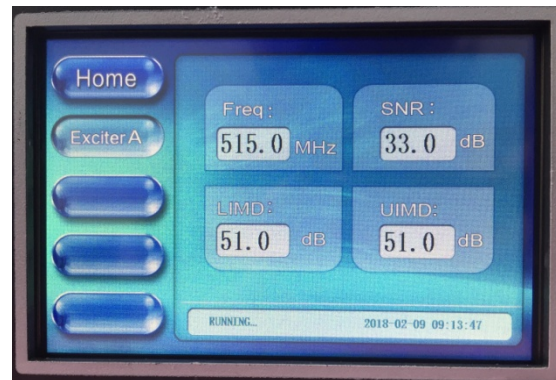 Home
Exciter A
Freq:
515.0 MHz
SNR:
33.0 dB
LIMD:
51.0 dB
UIMD:
51.0 dB
RUNNING…
2018-02-09 09:13:47